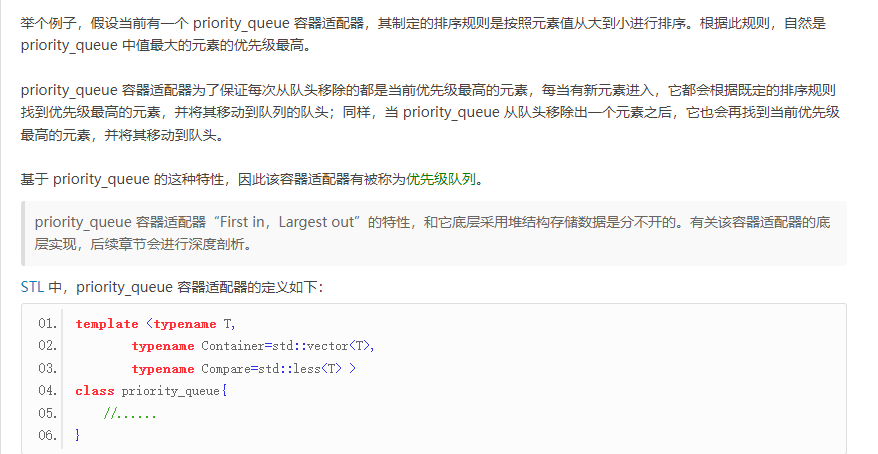 举个例子，假设当前有一个 priority_queue 容器适配器，其制定的排序规则是按照元素值从大到小进行排序。根据此规则，自然是
priority_queue 中值最大的元素的优先级最高。
priority_queue 容器适配器为了保证每次从队头移除的都是当前优先级最高的元素，每当有新元素进入，它都会根据既定的排序规则
找到优先级最高的元素，并将其移动到队列的队头；同样，当 priority_queue 从队头移除出一个元素之后，它也会再找到当前优先级
最高的元素，并将其移动到队头。
基于 priority_queue 的这种特性，因此该容器适配器有被称为优先级队列。
priority_queue 容器适配器“First in，Largest out”的特性，和它底层采用堆结构存储数据是分不开的。有关该容器适配器的底
层实现，后续章节会进行深度剖析。
STL 中，priority_queue 容器适配器的定义如下：
01. template <typename T,
02. typename Container=std::vector<T>,
03. typename Compare=std::less<T> >
04. class priority_queue{
05. //......
06. }